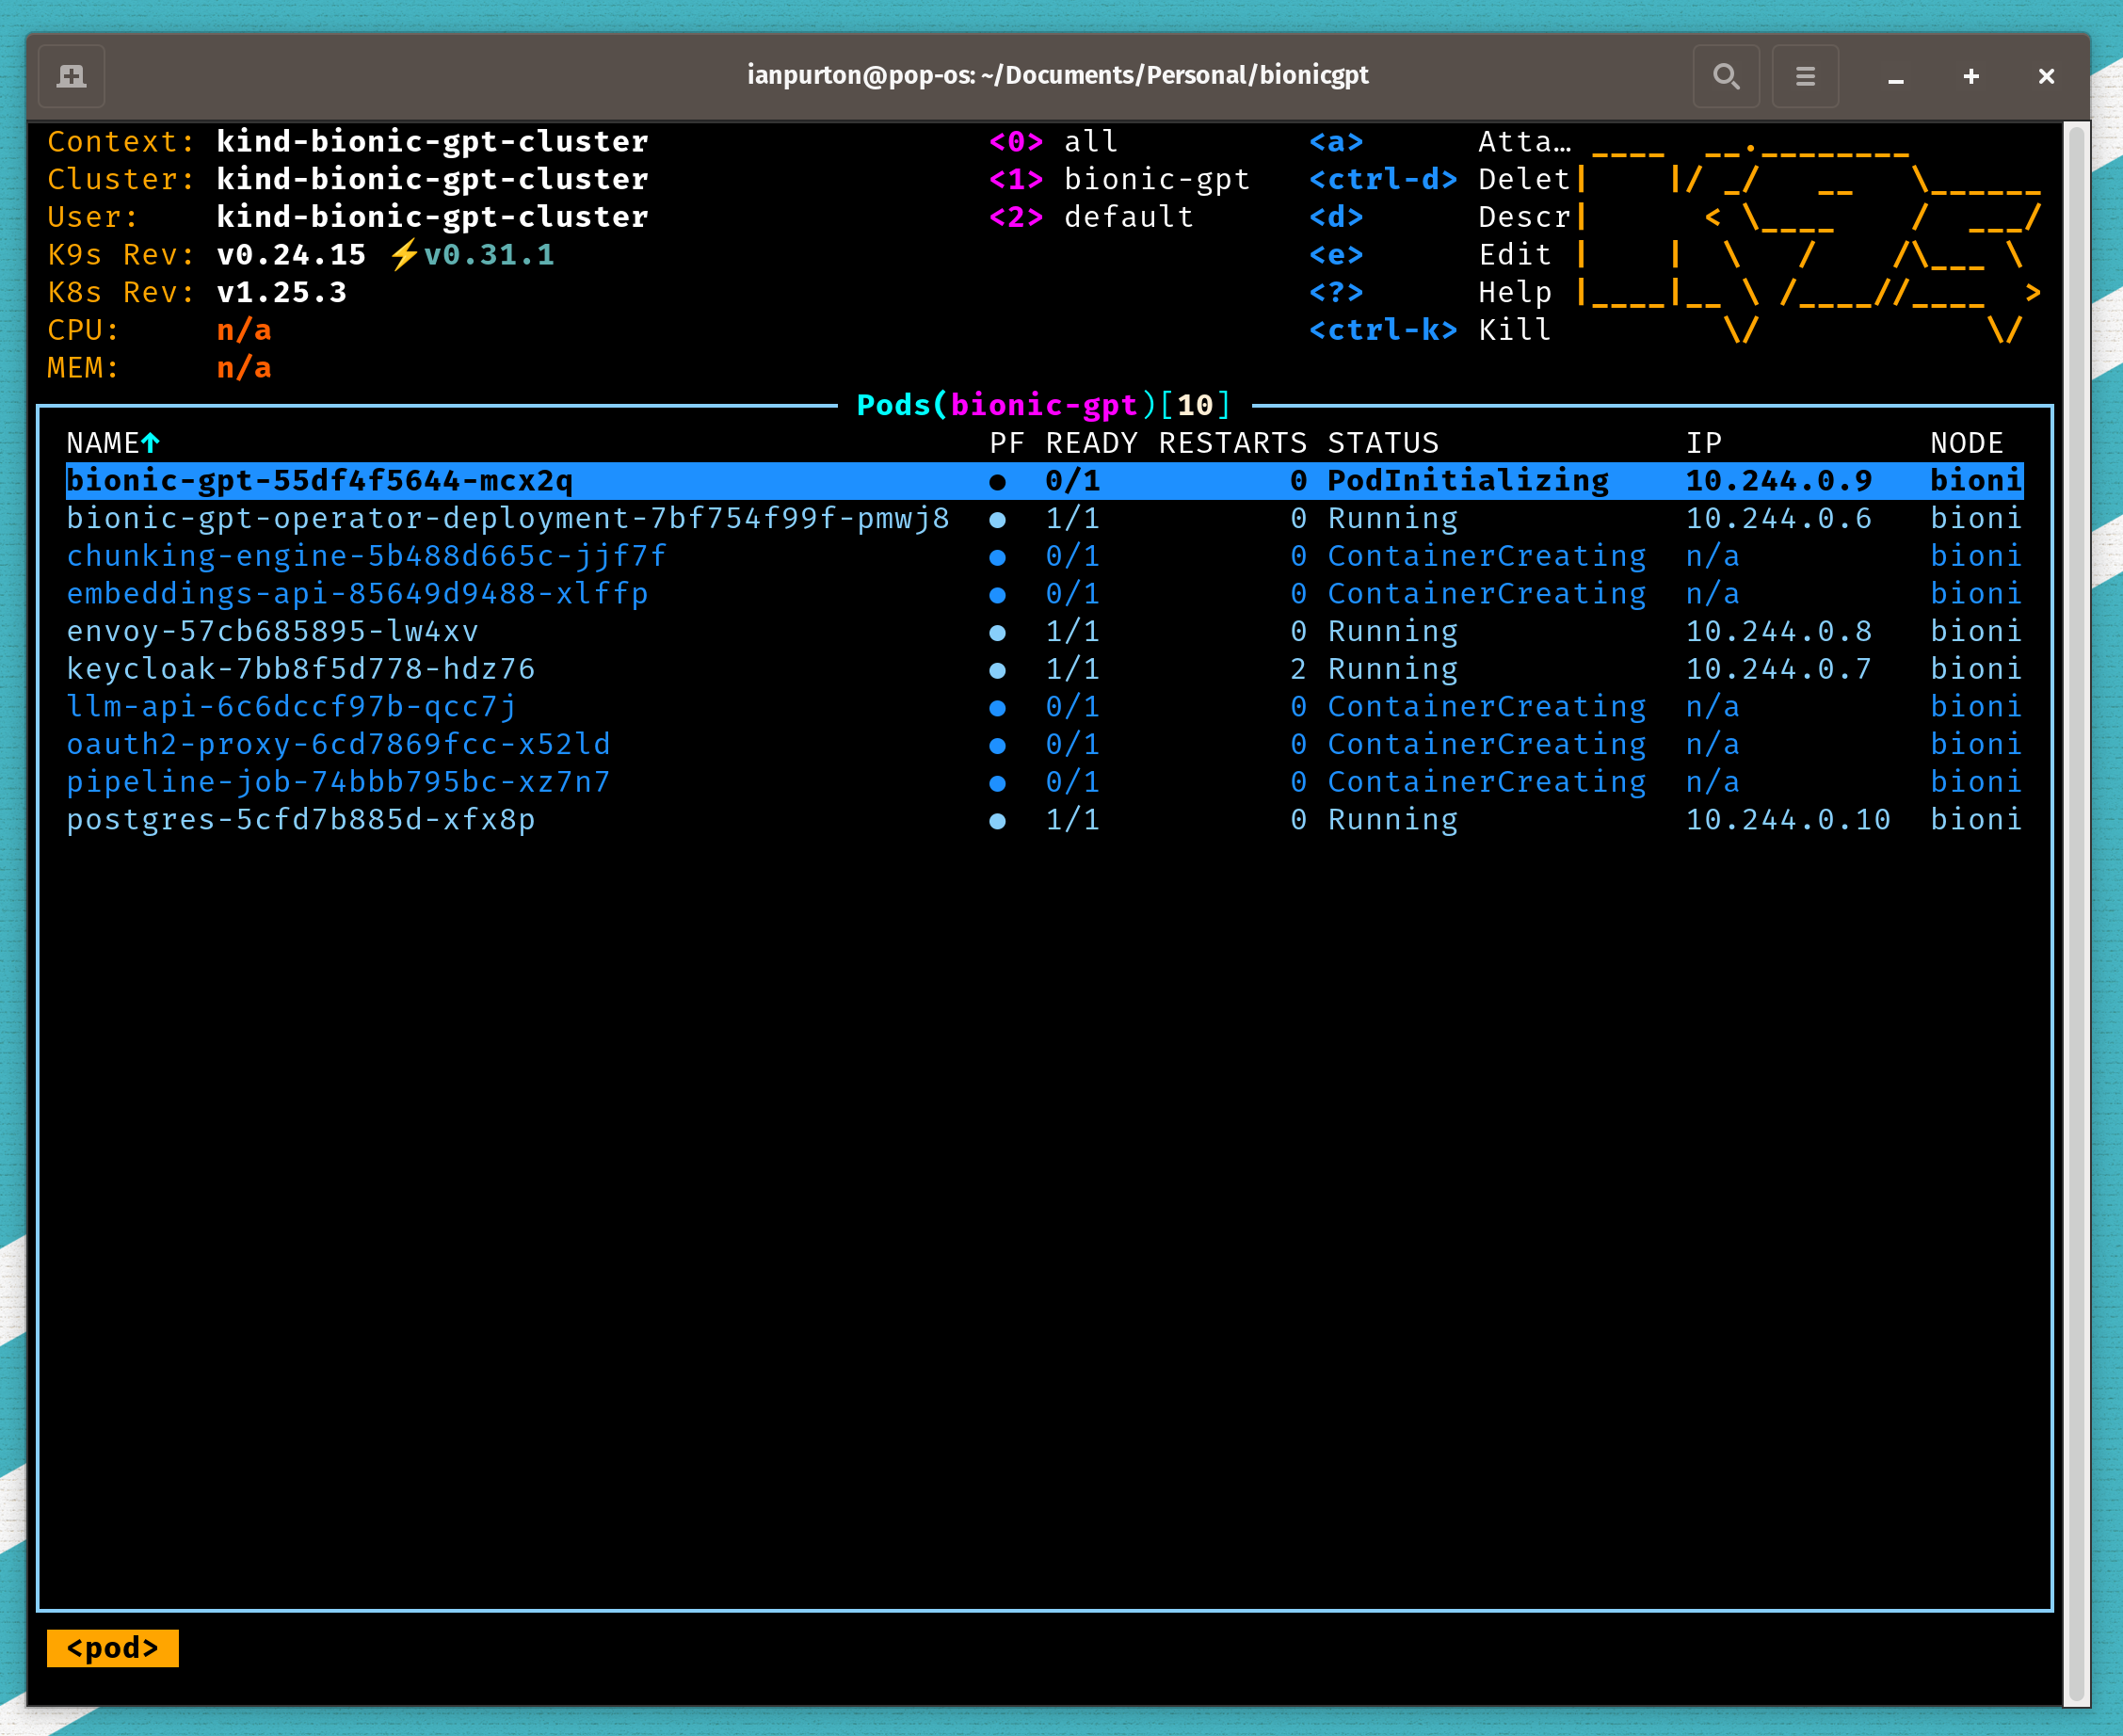 ianpurton@pop-os: ~/Documents/Personal/bionicgpt
Context: kind-bionic-gpt-cluster <0> all <a> Atta…
Cluster: kind-bionic-gpt-cluster <1> bionic-gpt <ctrl-d> Delet
User: kind-bionic-gpt-cluster <2> default <d> Descr
K9s Rev: v0.24.15 ⚡v0.31.1 <e> Edit
K8s Rev: v1.25.3 <?> Help
CPU: n/a <ctrl-k> Kill
MEM: n/a
Pods(bionic-gpt)[10]
NAME↑ PF READY RESTARTS STATUS IP NODE
bionic-gpt-55df4f5644-mcx2q ● 0/1 0 PodInitializing 10.244.0.9 bioni
bionic-gpt-operator-deployment-7bf754f99f-pmwj8 ● 1/1 0 Running 10.244.0.6 bioni
chunking-engine-5b488d665c-jjf7f ● 0/1 0 ContainerCreating n/a bioni
embeddings-api-85649d9488-xlffp ● 0/1 0 ContainerCreating n/a bioni
envoy-57cb685895-lw4xv ● 1/1 0 Running 10.244.0.8 bioni
keycloak-7bb8f5d778-hdz76 ● 1/1 2 Running 10.244.0.7 bioni
llm-api-6c6dccf97b-qcc7j ● 0/1 0 ContainerCreating n/a bioni
oauth2-proxy-6cd7869fcc-x52ld ● 0/1 0 ContainerCreating n/a bioni
pipeline-job-74bbb795bc-xz7n7 ● 0/1 0 ContainerCreating n/a bioni
postgres-5cfd7b885d-xfx8p ● 1/1 0 Running 10.244.0.10 bioni
<pod>